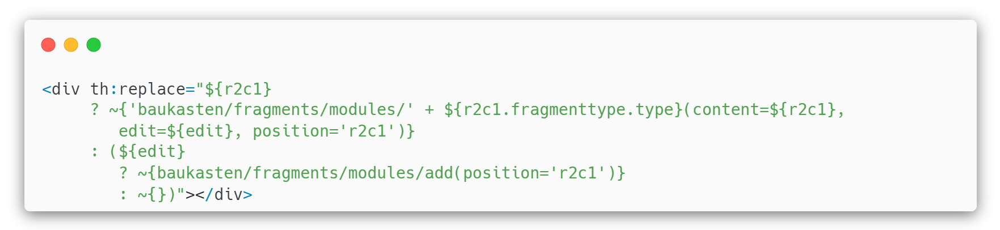 <div th:replace="${r2c1}
? ~{'baukasten/fragments/modules/' + ${r2c1.fragmenttype.type}(content=${r2c1},
edit=${edit}, position='r2c1')}
: (${edit}
? ~{baukasten/fragments/modules/add(position='r2c1')}
: ~{})"></div>